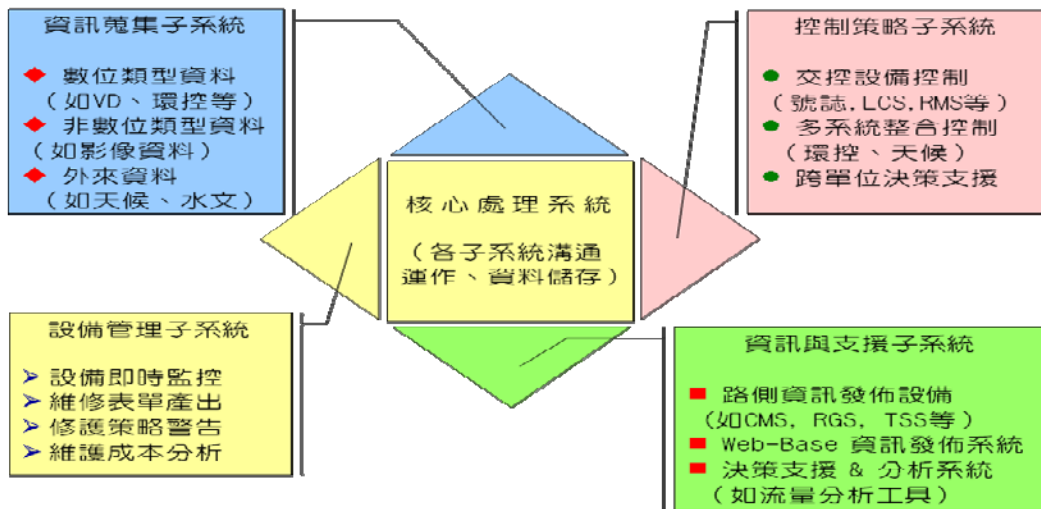 資訊蒐集子系統
數位類型資料
(如VD、環控等)
非數位類型資料
(如影像資料)
外來資料
(如天候、水文)
控制策略子系統
交控設備控制
(號誌,LCS,RMS等)
多系統整合控制
(環控、天候)
跨單位決策支援
核心處理系統
(各子系統溝通
運作、資料儲存)
設備管理子系統
設備即時監控
維修表單產出
修護策略警告
維護成本分析
資訊與支援子系統
路側資訊發佈設備
(如CMS, RGS, TSS等)
Web-Base 資訊發佈系統
決策支援 & 分析系統
(如流量分析工具)